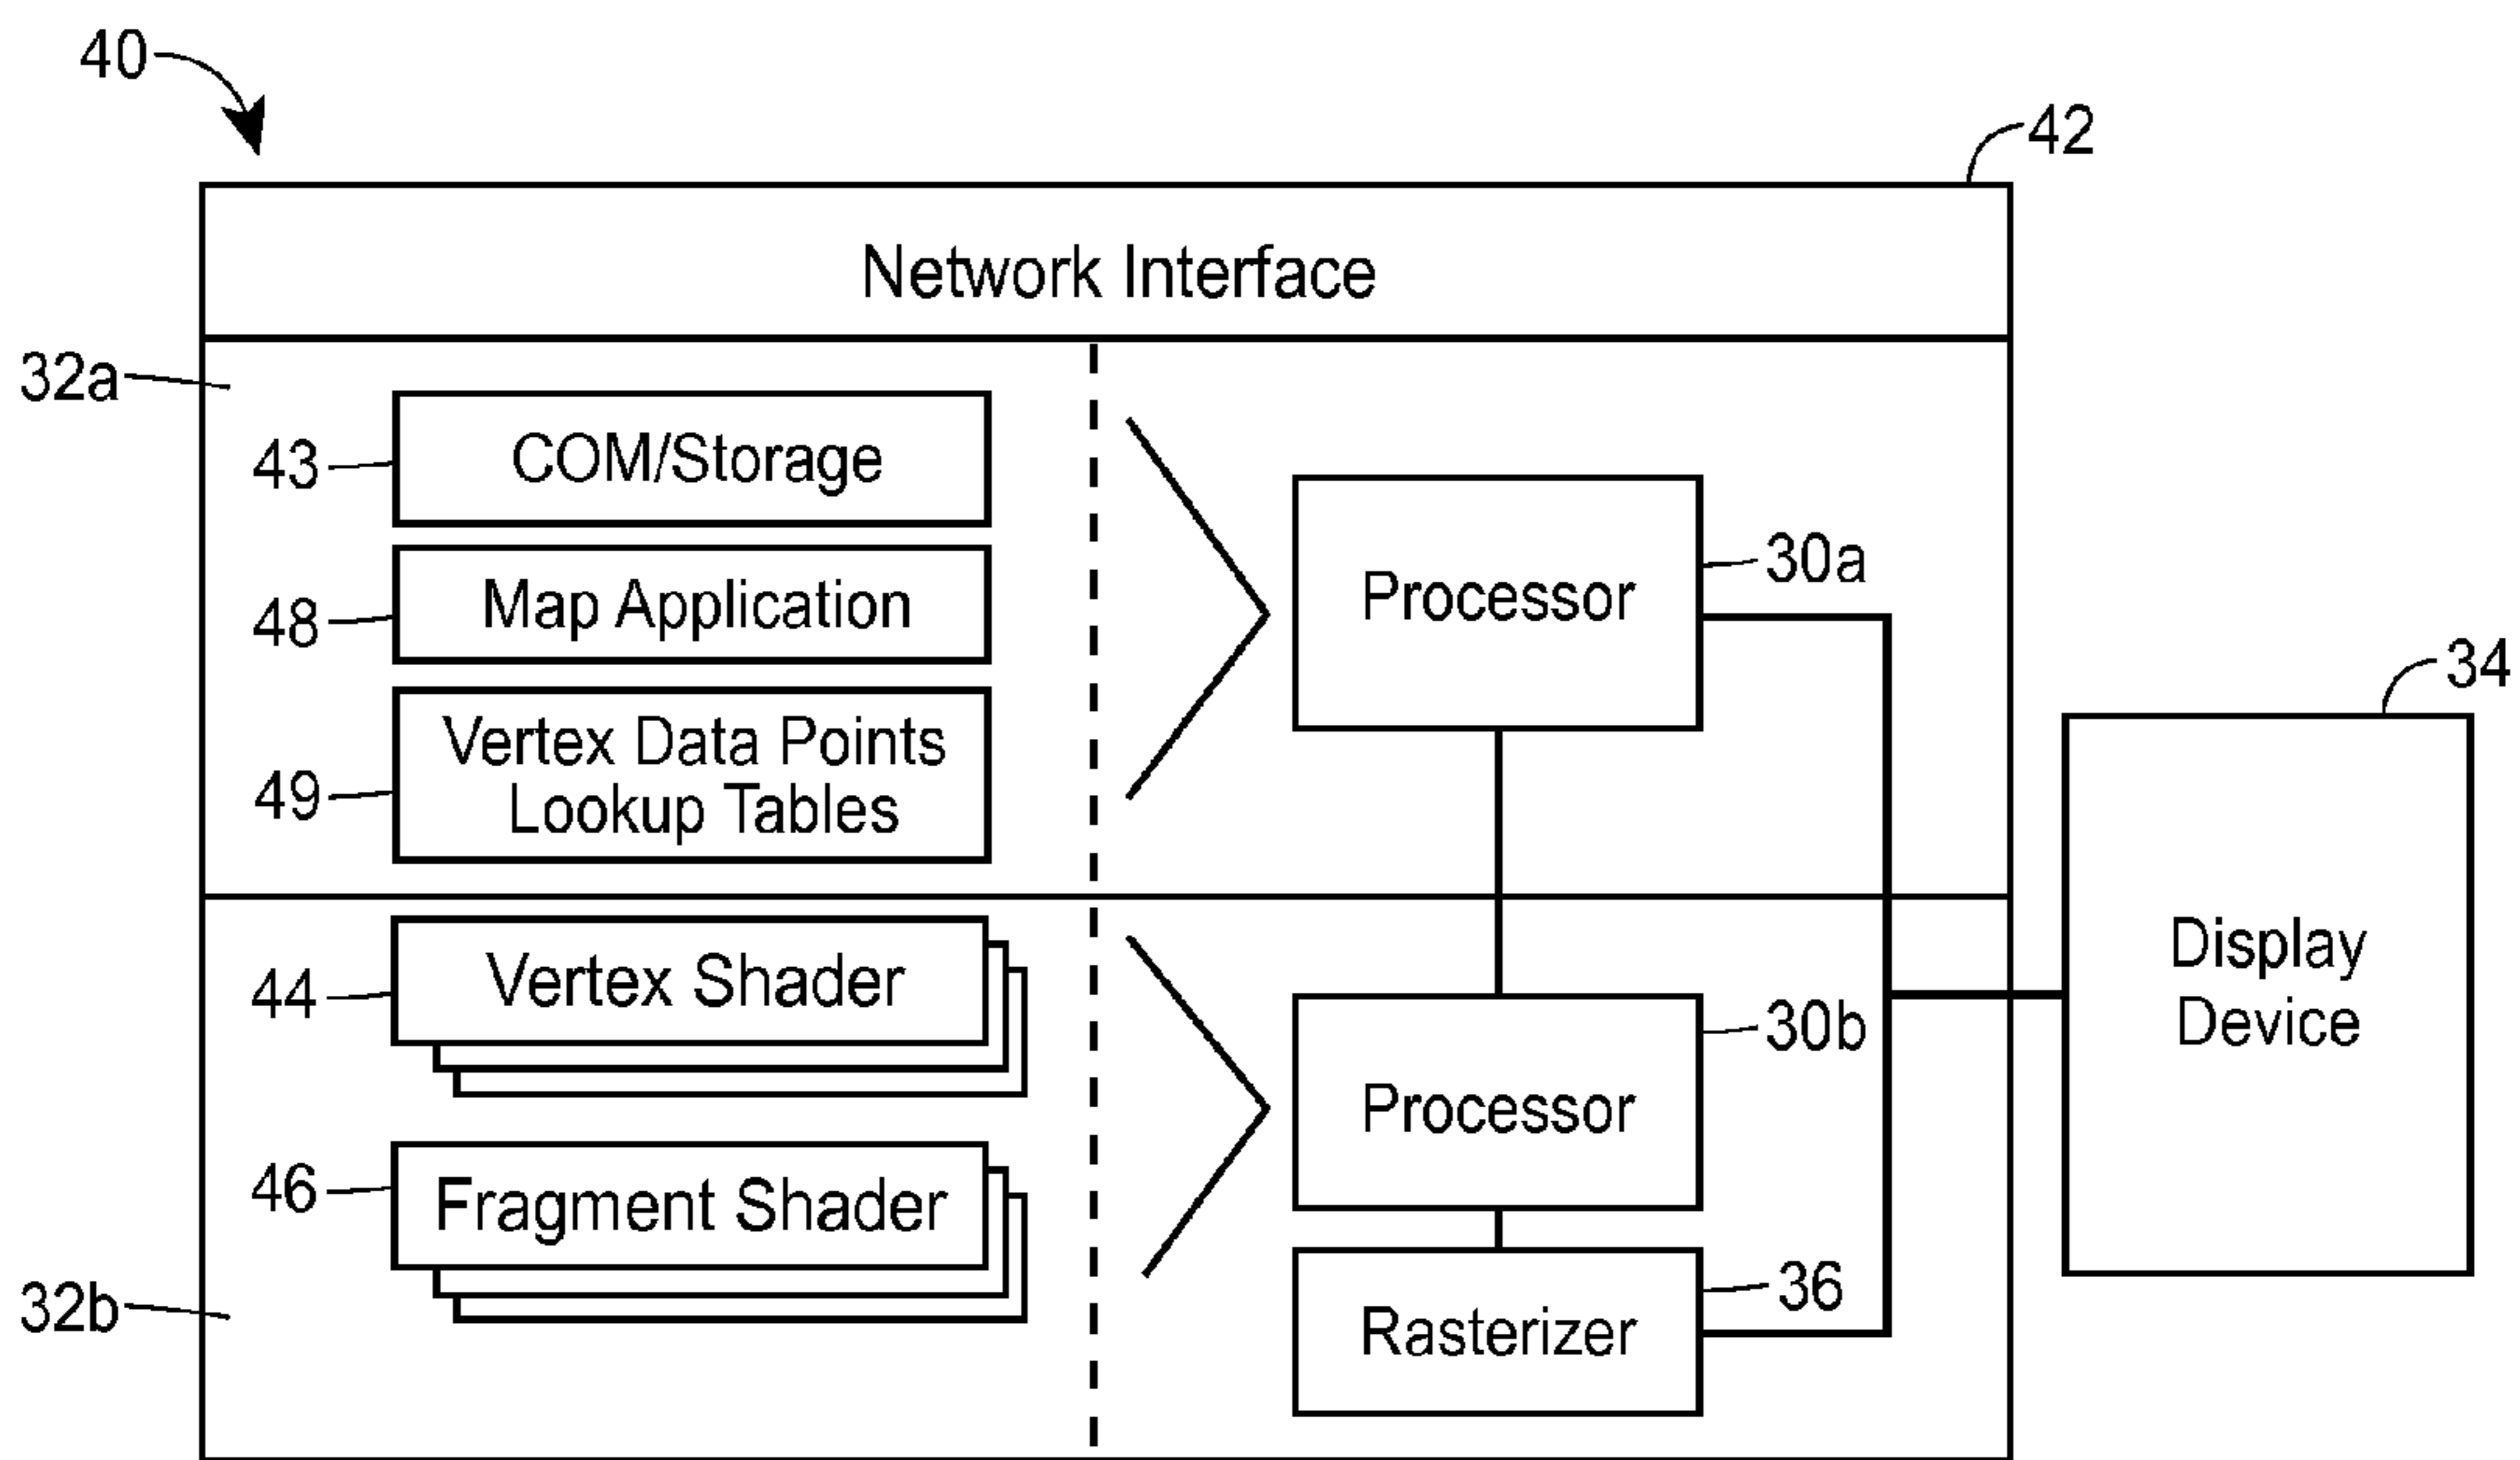 40
42
Network Interface
32a
43
COM/Storage
48
Map Application
49
Vertex Data Points
Lookup Tables
Processor
30a
34
Display
Device
44
Vertex Shader
46
Fragment Shader
32b
Processor
30b
Rasterizer
36